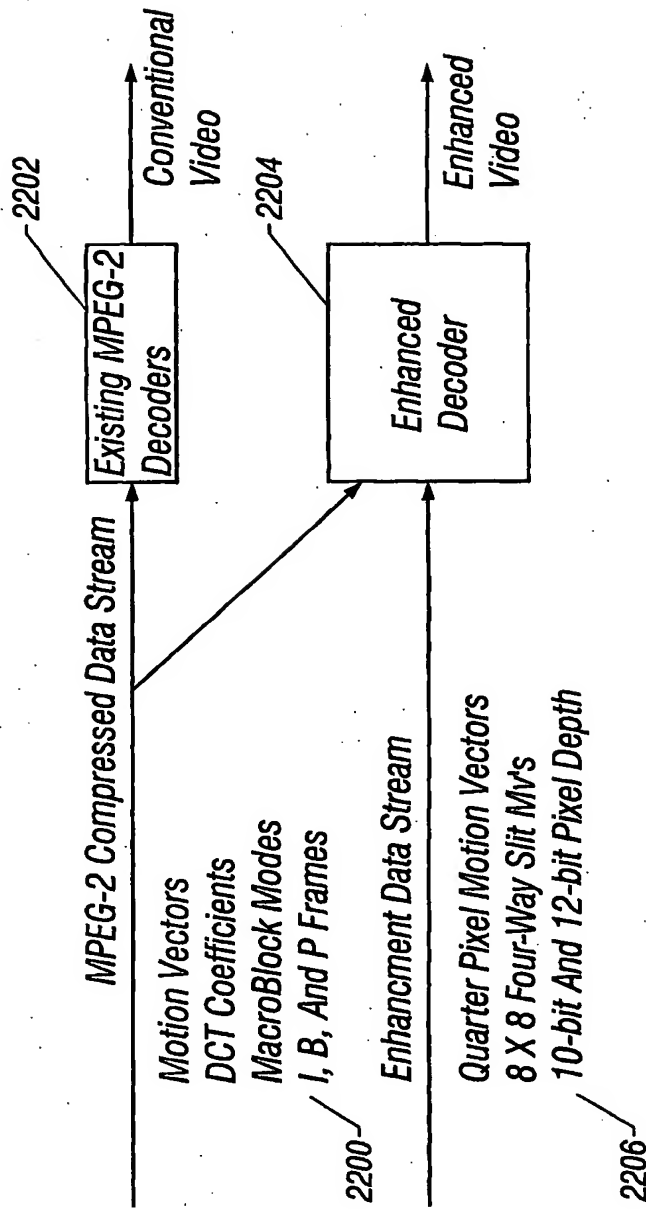 MPEG-2 Compressed Data Stream
Motion Vectors
DCT Coefficients
MacroBlock Modes
I, B, And P Frames
2200
Existing MPEG-2
Decoders
2202
Conventional
Video
Enhancment Data Stream
Quarter Pixel Motion Vectors
8 X 8 Four-Way Slit Mv's
10-bit And 12-bit Pixel Depth
2206
Enhanced
Decoder
2204
Enhanced
Video